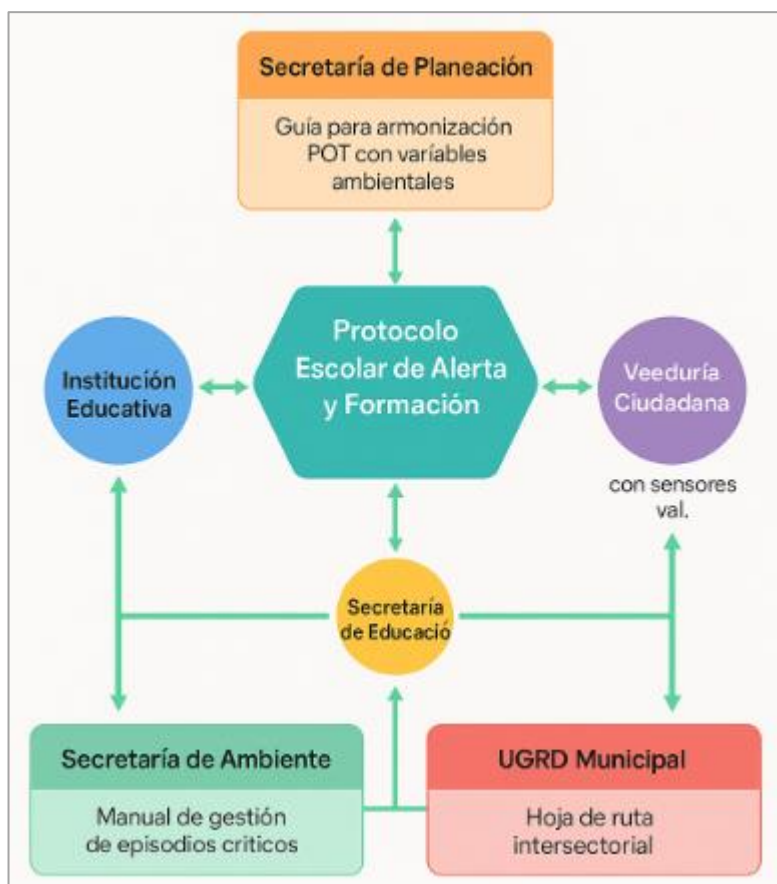 Secretaría de Planeación
Guía para armonización
POT con varíables
ambientales
Protocolo
Escolar de Alerta
y Formación
Institución
Educativa
Veeduría
Ciudadana
con sensores
val.
Secretaría
de Educació
Secretaría de Ambiente
Manual de gestión
de episodios criticos
UGRD Municipal
Hoja de ruta
intersectorial